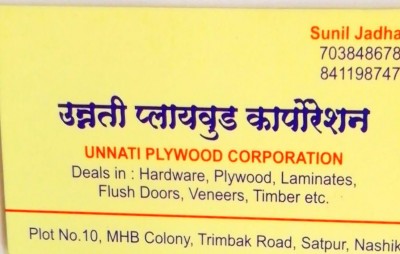 Sunil Jadha
703848678
841198747
उन्नती प्लायवुड कार्पोरेशन
UNNATI PLYWOOD CORPORATION
Deals in : Hardware, Plywood, Laminates,
Flush Doors, Veneers, Timber etc.
Plot No.10, MHB Colony, Trimbak Road, Satpur, Nashik